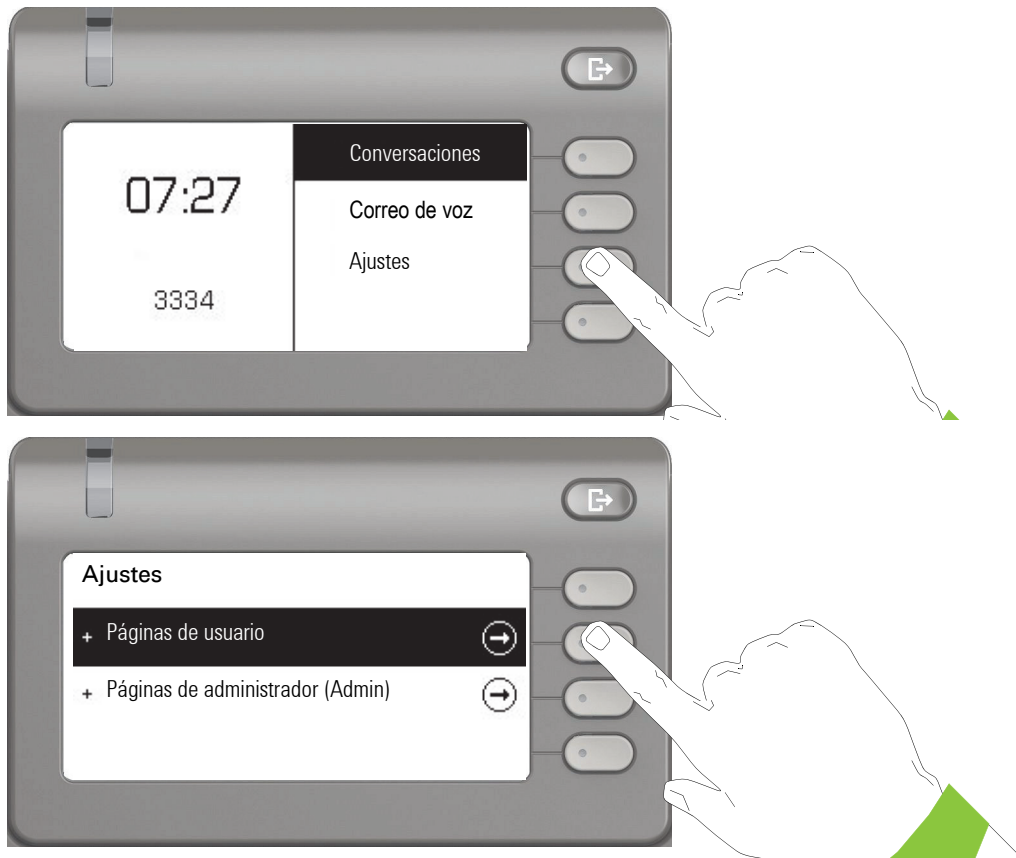 07:27
3334
Conversaciones
Correo de voz
Ajustes
Ajustes
+ Páginas de usuario
+ Páginas de administrador (Admin)